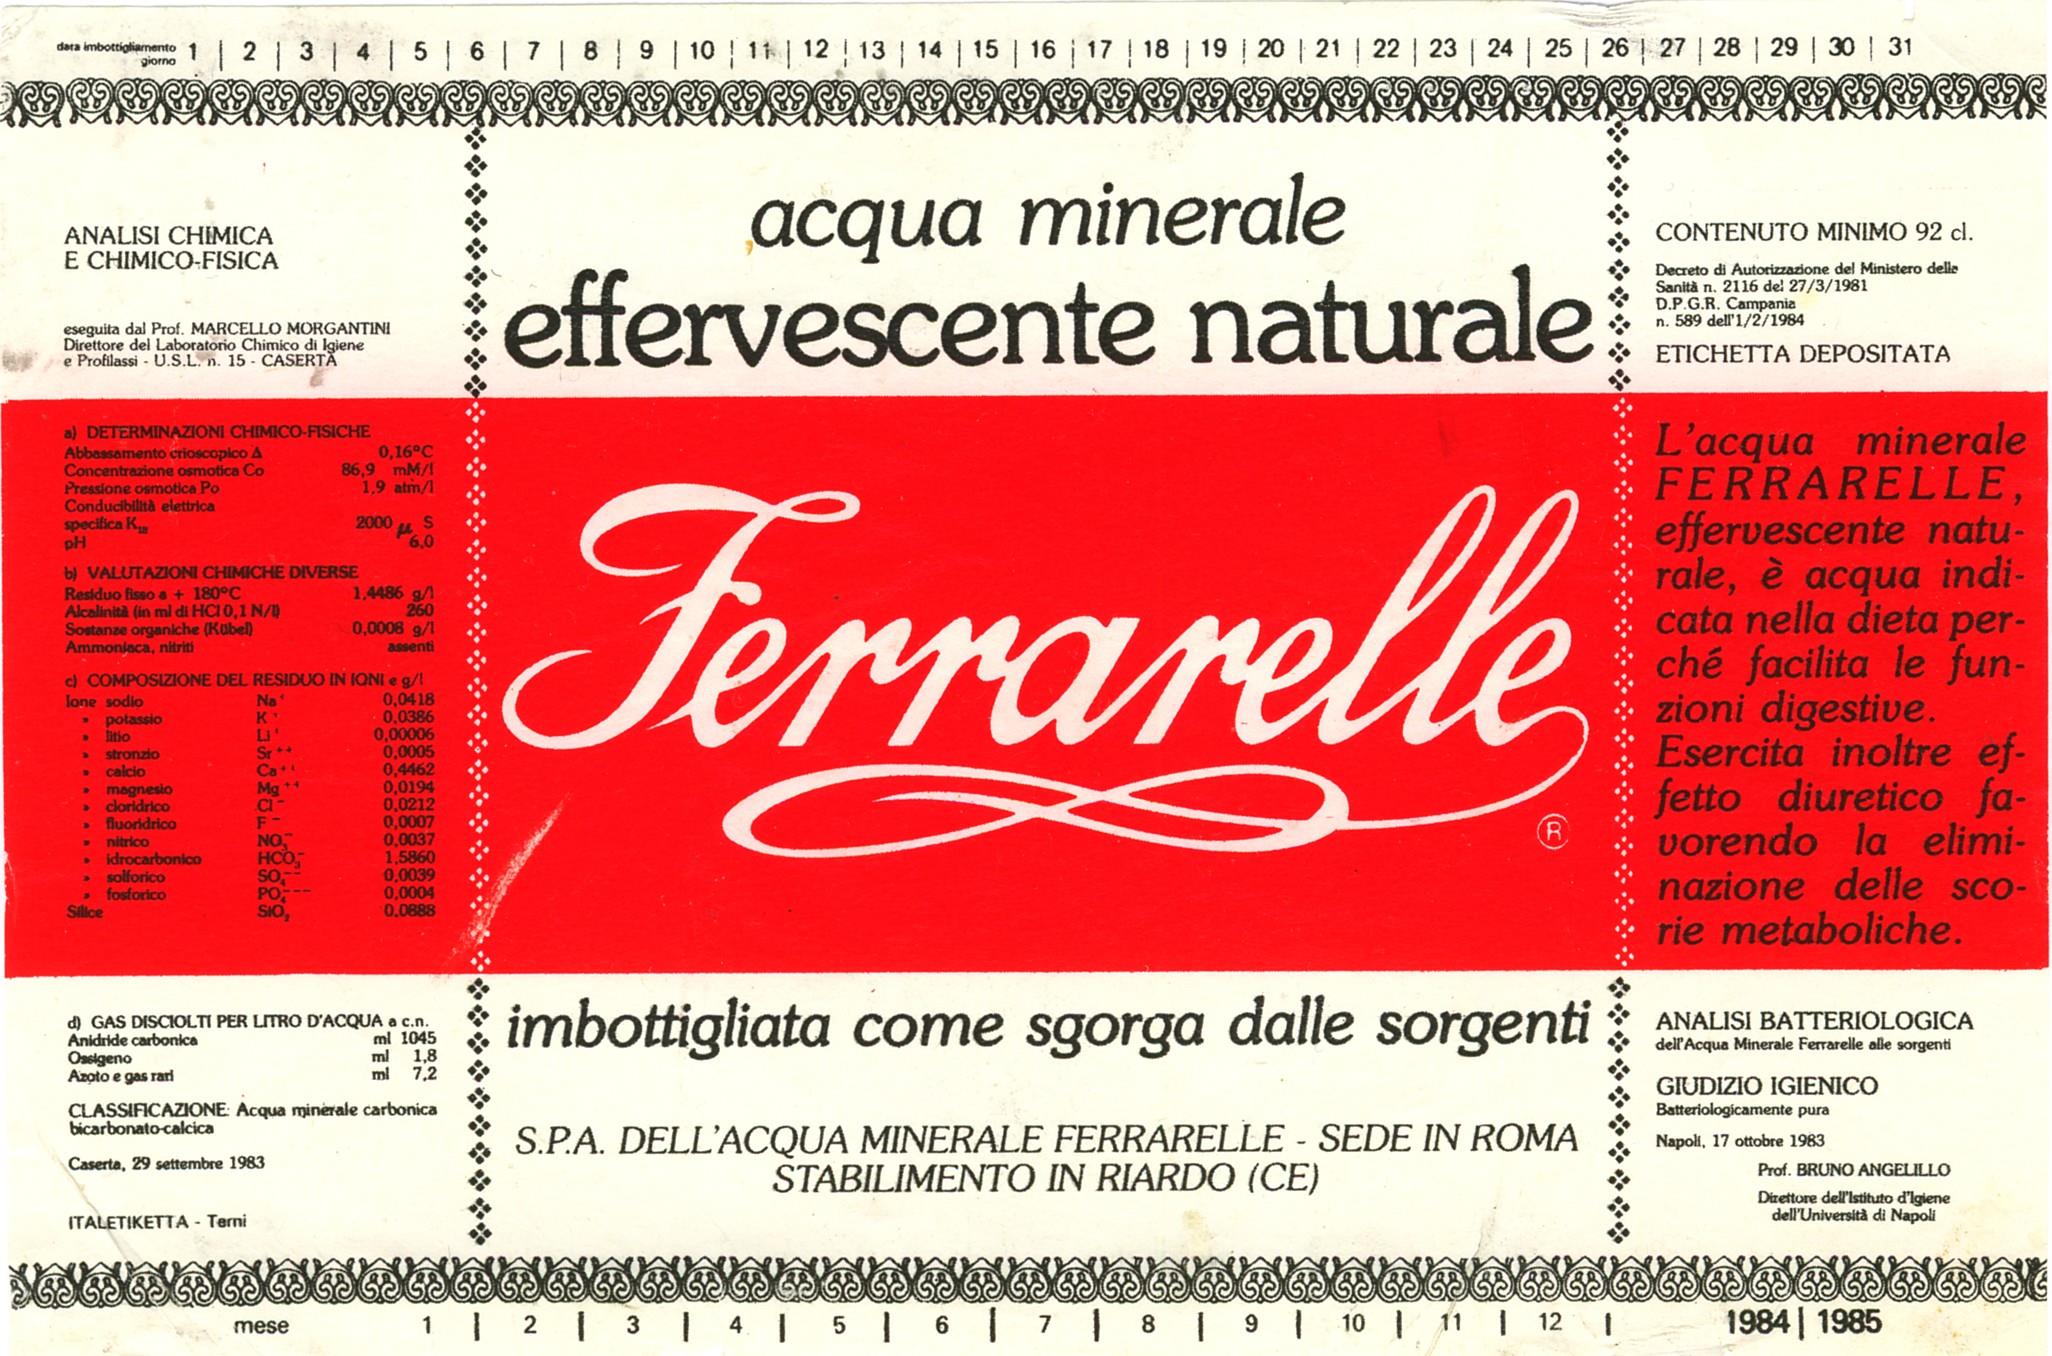 data imbottigliamento
giorno 1 | 2 | 3 | 4 | 5 | 6 | 7 | 8 | 9 | 10 | 11 | 12 | 13 | 14 | 15 | 16 | 17 | 18 | 19 | 20 | 21 | 22 | 23 | 24 | 25 | 26 | 27 | 28 | 29 | 30 | 31
ANALISI CHIMICA
E CHIMICO-FISICA
eseguita dal Prof. MARCELLO MORGANTINI
Direttore del Laboratorio Chimico di Igiene
e Profilassi - U.S.L. n. 15 - CASERTA
a) DETERMINAZIONI CHIMICO-FISICHE
Abbassamento crioscopico Δ 0,16°C
Concentrazione osmotica Co 86,9 mM/l
Pressione osmotica Po 1,9 atm/l
Conducibilità elettrica
specifica K₁₈ 2000 µ S
pH 6,0
b) VALUTAZIONI CHIMICHE DIVERSE
Residuo fisso a + 180°C 1,4486 g/l
Alcalinità (in ml di HCl 0,1 N/l) 260
Sostanze organiche (Kübel) 0,0008 g/l
Ammoniaca, nitriti assenti
c) COMPOSIZIONE DEL RESIDUO IN IONI e g/l
Ione sodio Na⁺ 0,0418
» potassio K⁺ 0,0386
» litio Li⁺ 0,00006
» stronzio Sr⁺⁺ 0,0005
» calcio Ca⁺⁺ 0,4462
» magnesio Mg⁺⁺ 0,0194
» cloridrico Cl⁻ 0,0212
» fluoridrico F⁻ 0,0007
» nitrico NO₃⁻ 0,0037
» idrocarbonico HCO₃⁻ 1,5860
» solforico SO₄⁻⁻ 0,0039
» fosforico PO₄⁻⁻⁻ 0,0004
Silice SiO₂ 0.0888
d) GAS DISCIOLTI PER LITRO D'ACQUA a c.n.
Anidride carbonica ml 1045
Ossigeno ml 1,8
Azoto e gas rari ml 7,2
CLASSIFICAZIONE: Acqua minerale carbonica
bicarbonato-calcica
Caserta, 29 settembre 1983
ITALETIKETTA - Terni
acqua minerale
effervescente naturale
Ferrarelle
®
imbottigliata come sgorga dalle sorgenti
S.P.A. DELL'ACQUA MINERALE FERRARELLE - SEDE IN ROMA
STABILIMENTO IN RIARDO (CE)
CONTENUTO MINIMO 92 cl.
Decreto di Autorizzazione del Ministero della
Sanità n. 2116 del 27/3/1981
D.P.G.R. Campania
n. 589 dell'1/2/1984
ETICHETTA DEPOSITATA
L'acqua minerale
FERRARELLE,
effervescente natu-
rale, è acqua indi-
cata nella dieta per-
ché facilita le fun-
zioni digestive.
Esercita inoltre ef-
fetto diuretico fa-
vorendo la elimi-
nazione delle sco-
rie metaboliche.
ANALISI BATTERIOLOGICA
dell'Acqua Minerale Ferrarelle alle sorgenti
GIUDIZIO IGIENICO
Batteriologicamente pura
Napoli, 17 ottobre 1983
Prof. BRUNO ANGELILLO
Direttore dell'Istituto d'Igiene
dell'Università di Napoli
mese 1 | 2 | 3 | 4 | 5 | 6 | 7 | 8 | 9 | 10 | 11 | 12 | 1984 | 1985